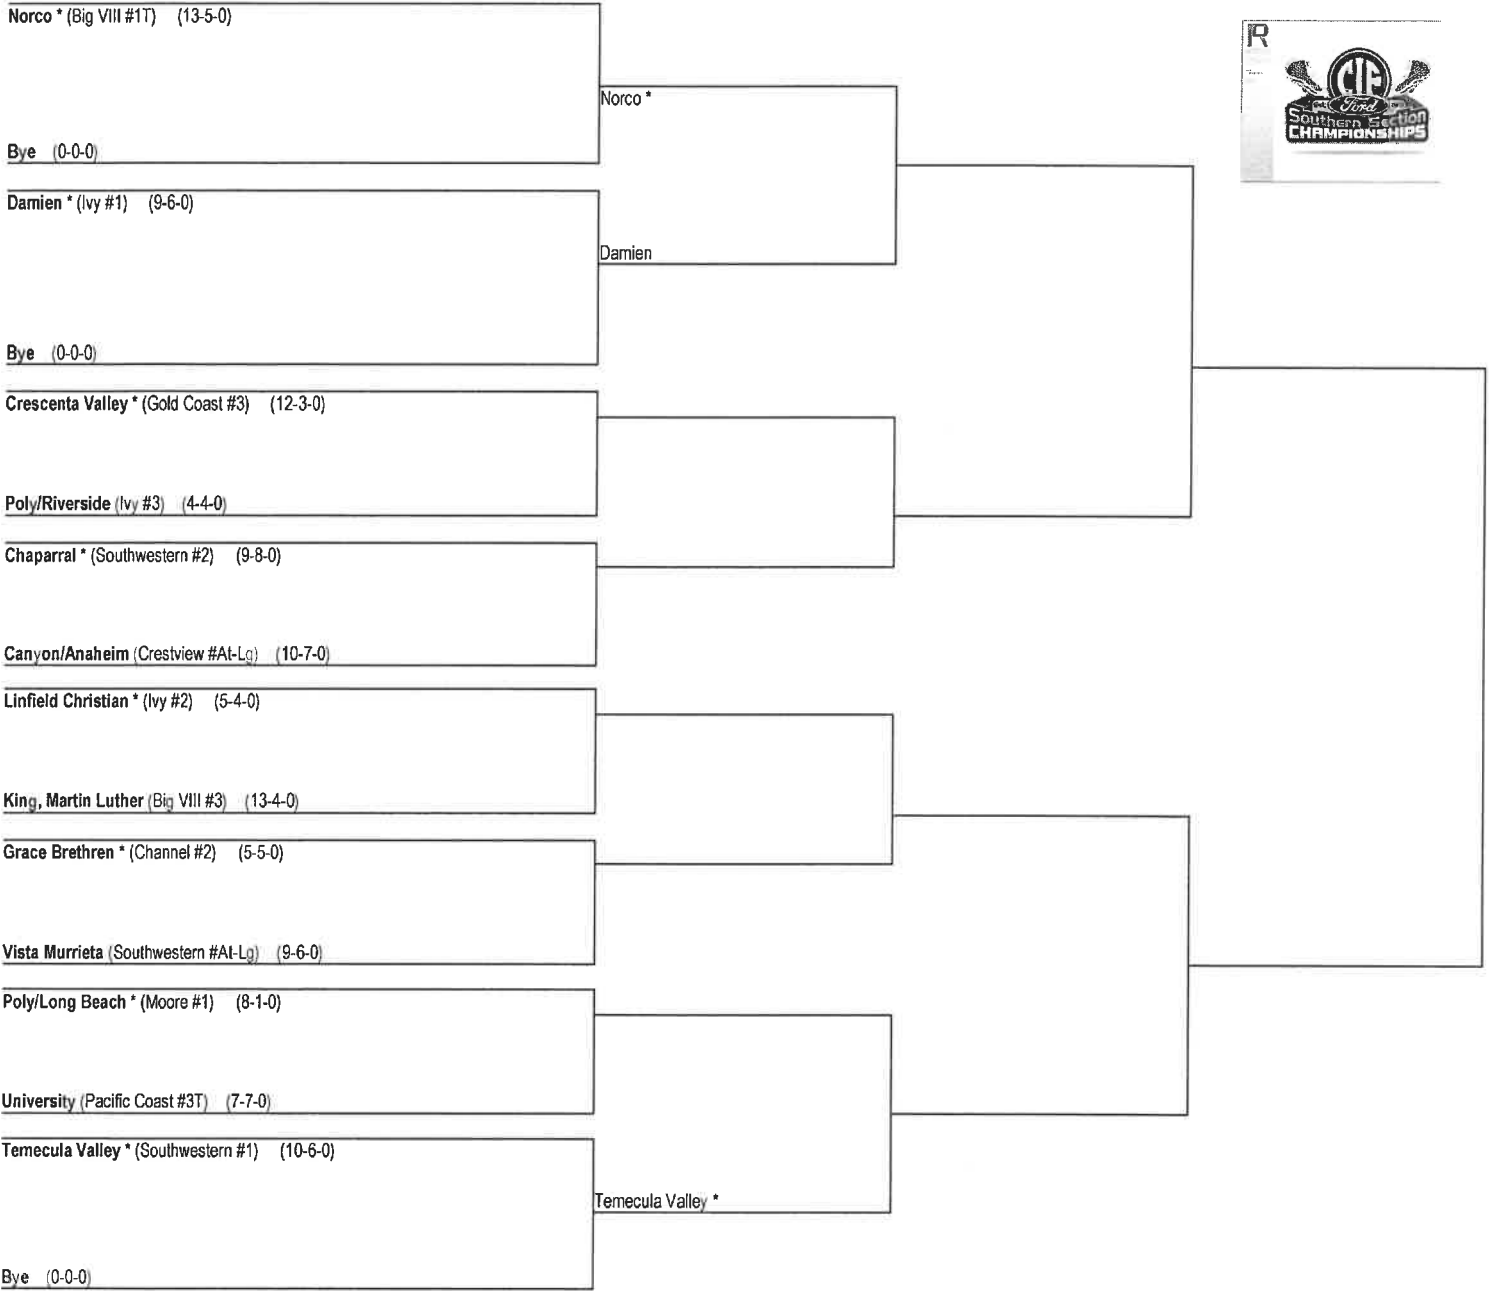 Norco * (Big VIII #1T) (13-5-0)
Bye (0-0-0)
Damien * (Ivy #1) (9-6-0)
Bye (0-0-0)
Crescenta Valley * (Gold Coast #3) (12-3-0)
Poly/Riverside (Ivy #3) (4-4-0)
Chaparral * (Southwestern #2) (9-8-0)
Canyon/Anaheim (Crestview #At-Lg) (10-7-0)
Linfield Christian * (Ivy #2) (5-4-0)
King, Martin Luther (Big VIII #3) (13-4-0)
Grace Brethren * (Channel #2) (5-5-0)
Vista Murrieta (Southwestern #At-Lg) (9-6-0)
Poly/Long Beach * (Moore #1) (8-1-0)
University (Pacific Coast #3T) (7-7-0)
Temecula Valley * (Southwestern #1) (10-6-0)
Bye (0-0-0)
Norco *
Damien
Temecula Valley *
R
CIF
Ford
Southern Section
CHAMPIONSHIPS